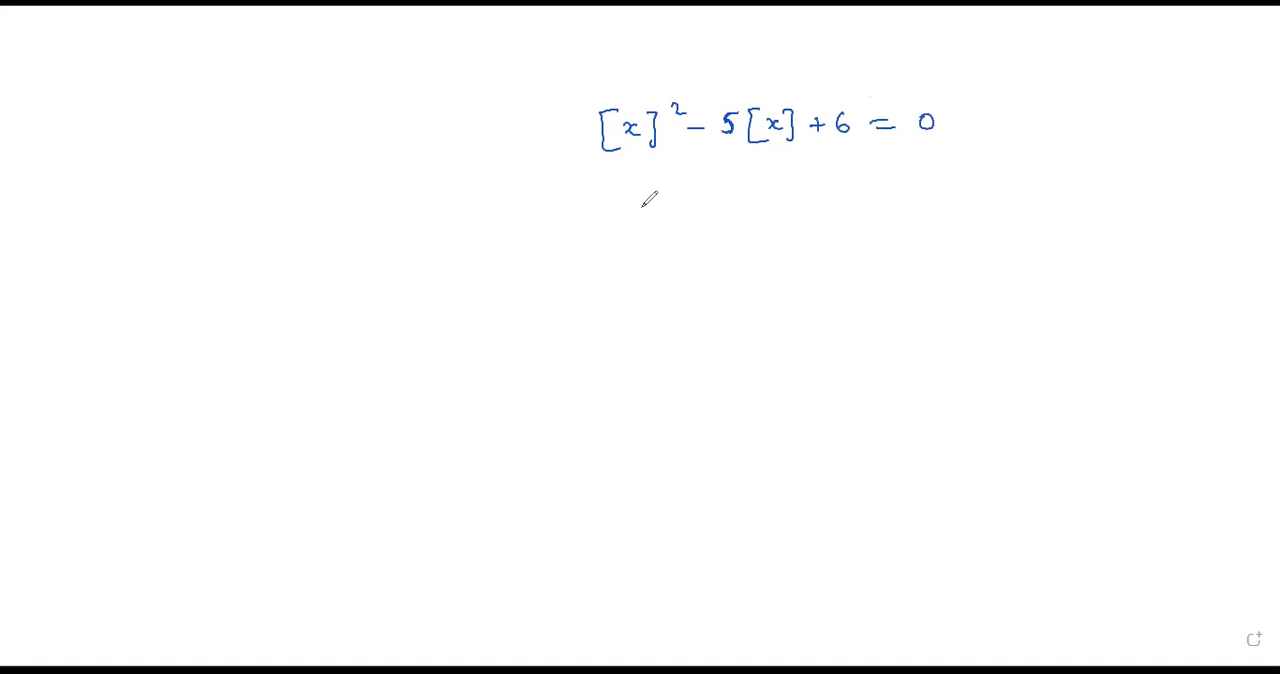 [x]² - 5[x] + 6 = 0